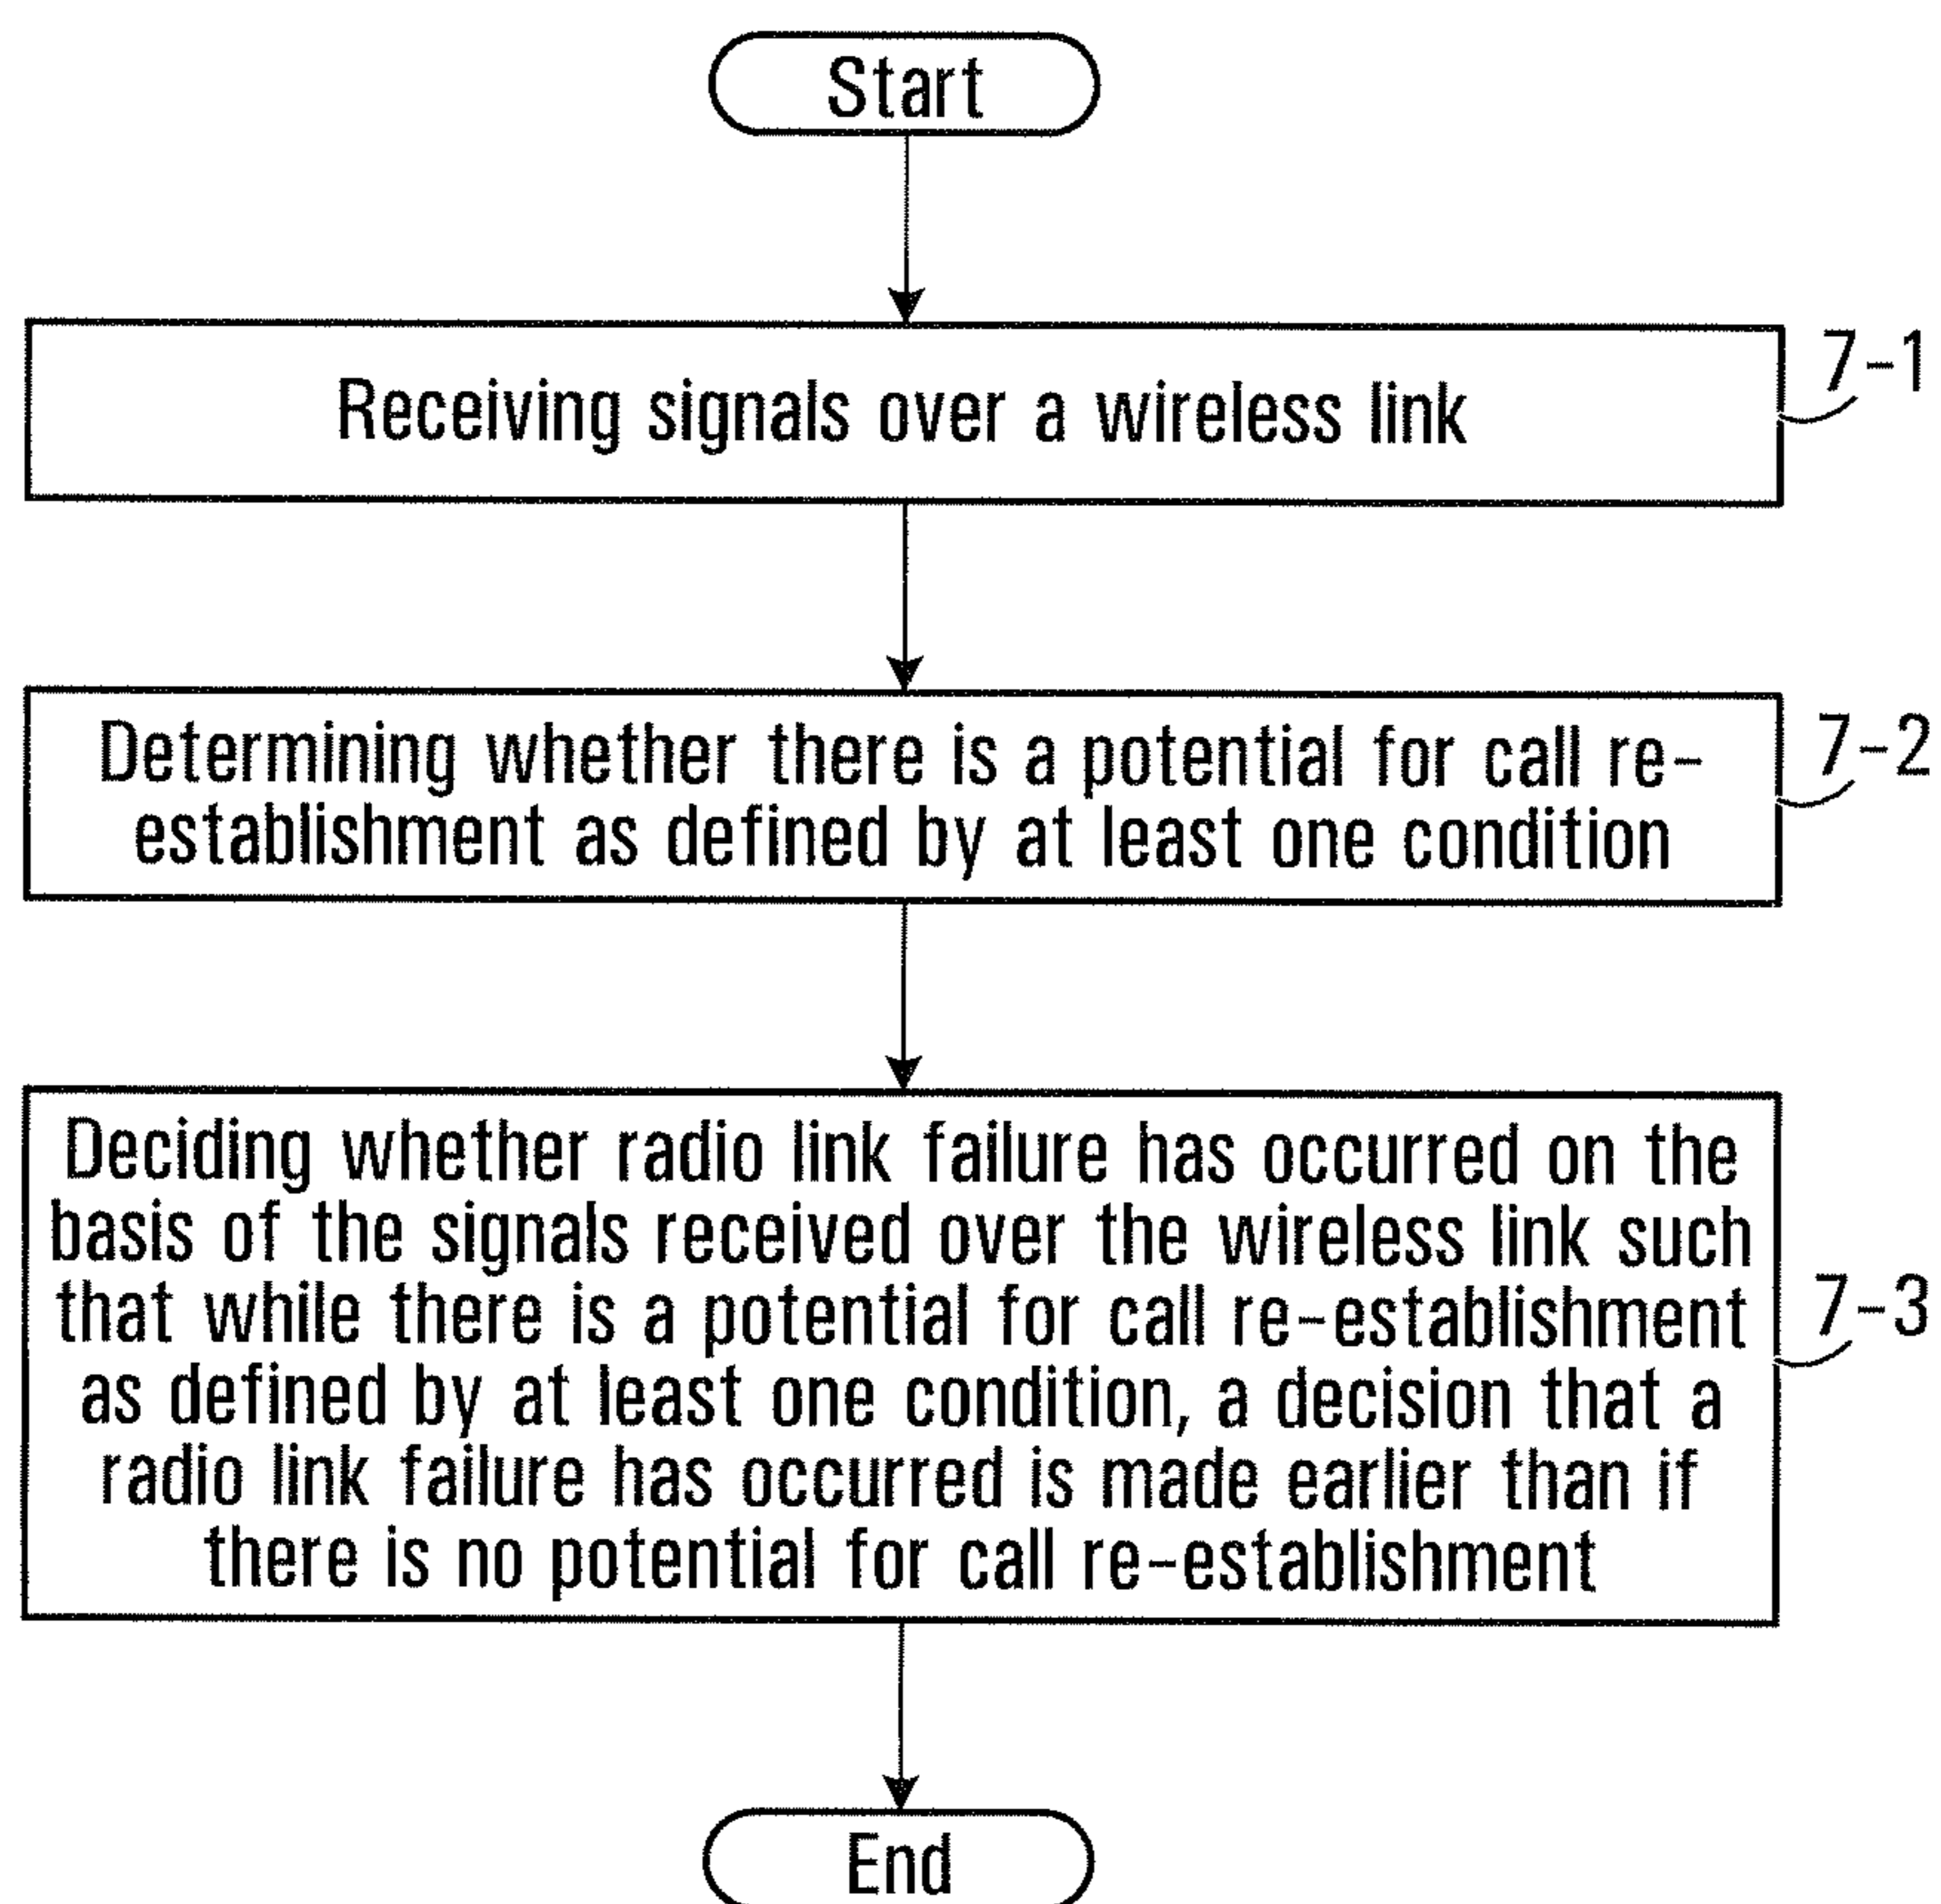 Start
Receiving signals over a wireless link
7-1
Determining whether there is a potential for call re-
establishment as defined by at least one condition
7-2
Deciding whether radio link failure has occurred on the
basis of the signals received over the wireless link such
that while there is a potential for call re-establishment
as defined by at least one condition, a decision that a
radio link failure has occurred is made earlier than if
there is no potential for call re-establishment
7-3
End